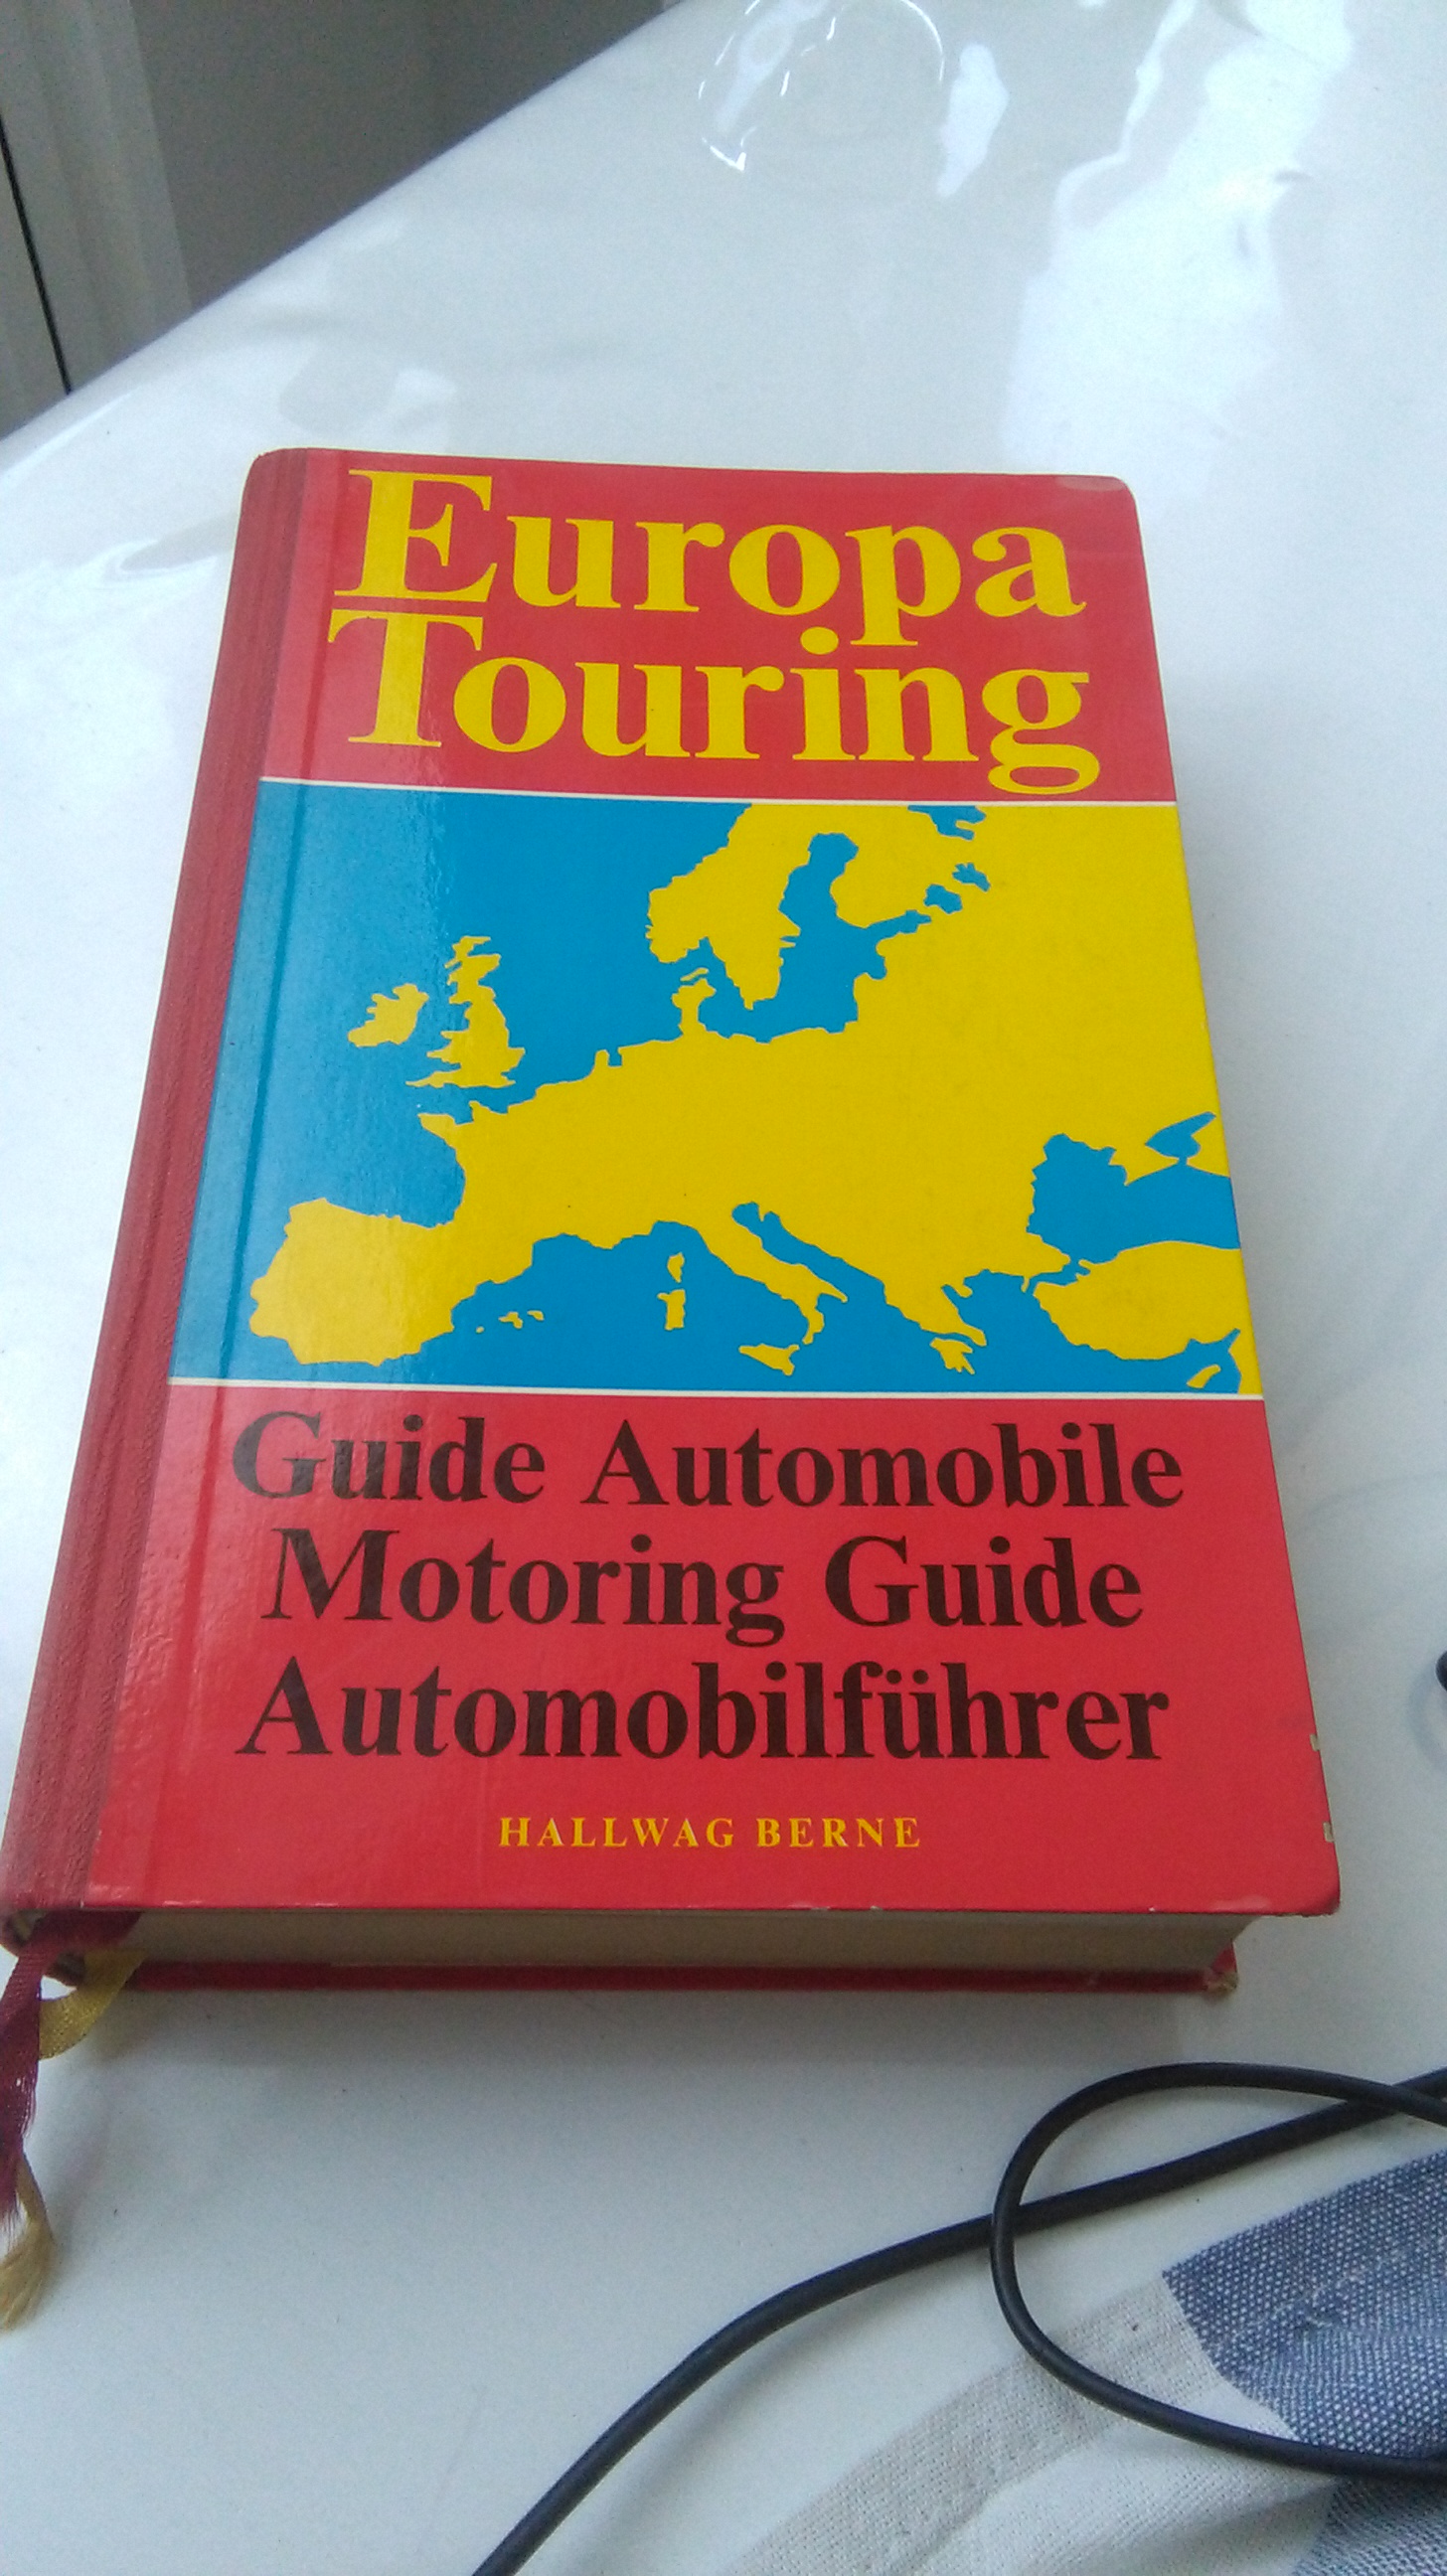 Europa
Touring
Guide Automobile
Motoring Guide
Automobilführer
HALLWAG BERNE